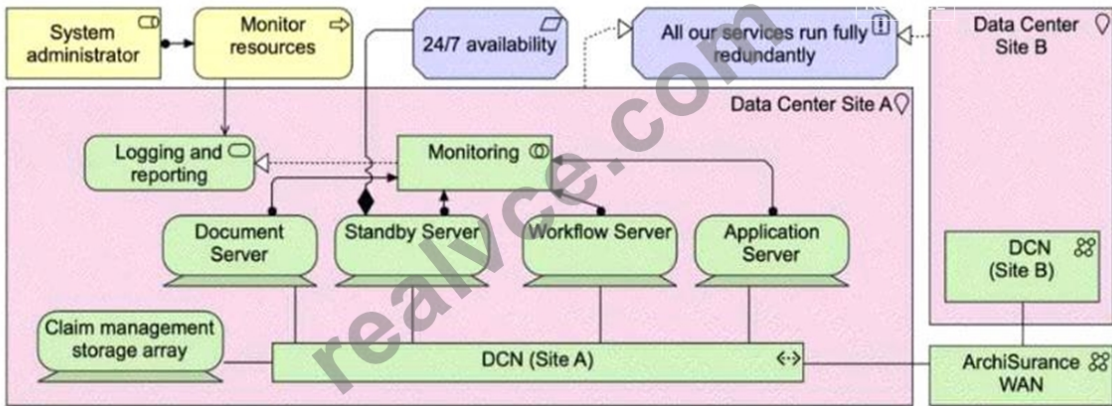 System
administrator
Monitor
resources
24/7 availability
All our services run fully
redundantly
Data Center
Site B
Data Center Site A
Logging and
reporting
Monitoring
Document
Server
Standby Server
Workflow Server
Application
Server
DCN
(Site B)
Claim management
storage array
DCN (Site A)
ArchiSurance
WAN
realvce.com